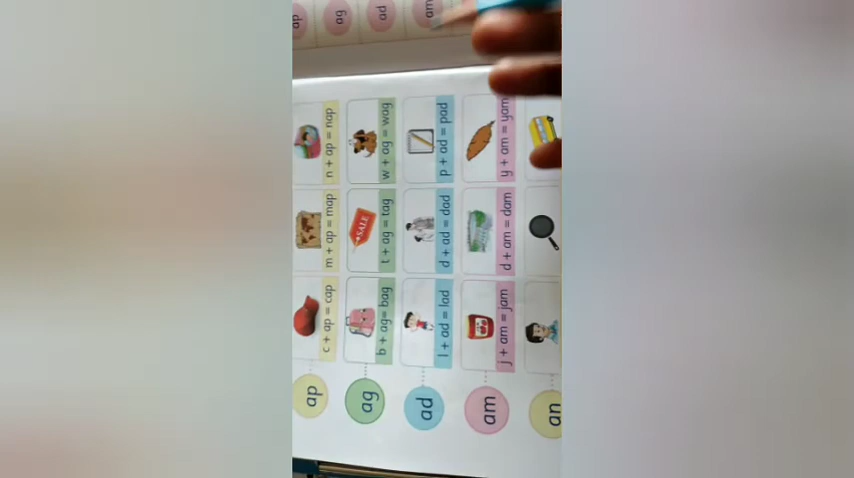 ap
ag
ad
am
ap
c + ap = cap
m + ap = map
n + ap = nap
ag
b + ag= bag
t + ag = tag
SALE
w + ag = wag
ad
l + ad = lad
d + ad = dad
p + ad = pad
am
j + am = jam
d + am = dam
y + am = yam
an